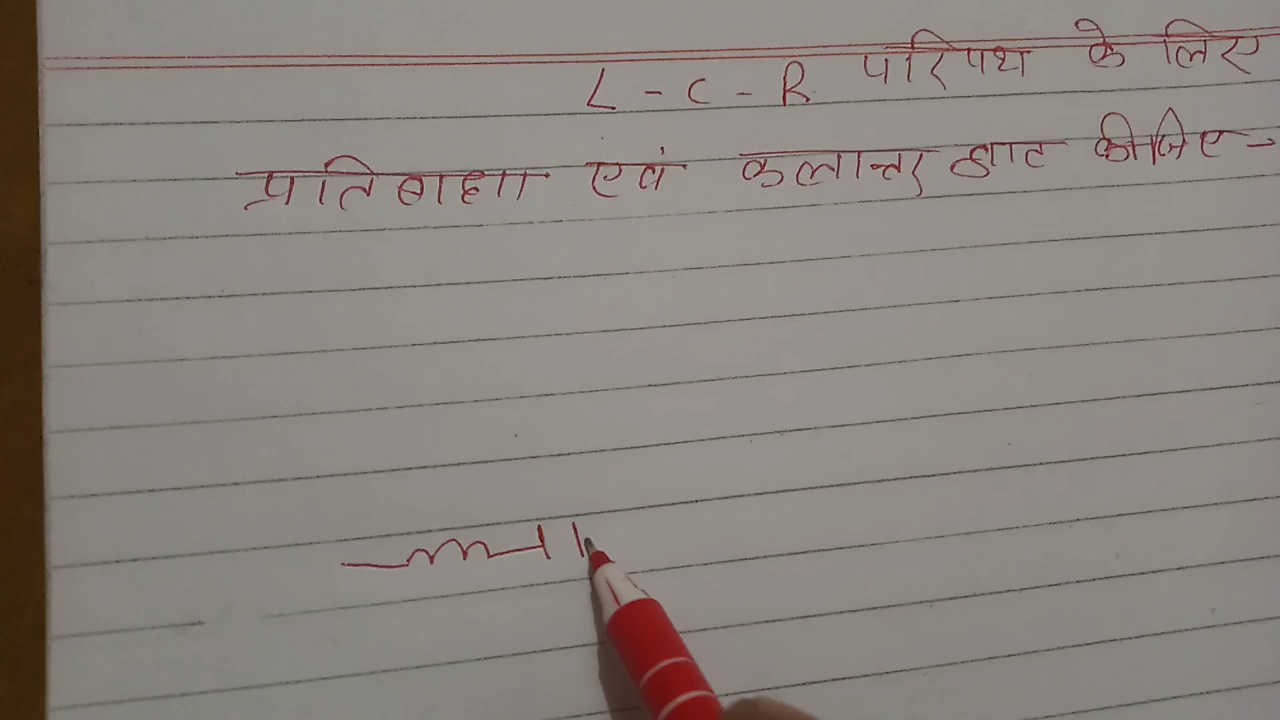 L - C - R परिपथ के लिए
प्रतिबाधा एवं कलान्तर ज्ञात कीजिए -